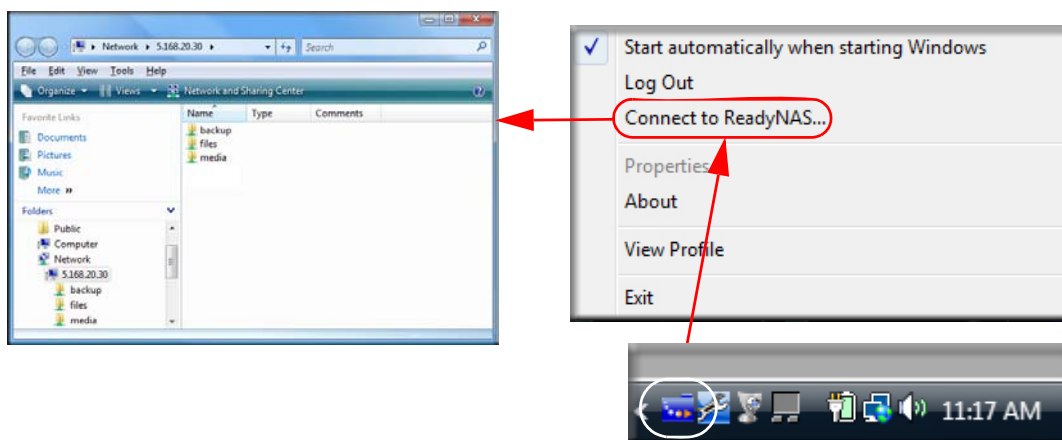 Network 5.168.20.30
Search
File Edit View Tools Help
Organize Views Network and Sharing Center
Favorite Links
Documents
Pictures
Music
More »
Folders
Public
Computer
Network
5.168.20.30
backup
files
media
Name Type Comments
backup
files
media
Start automatically when starting Windows
Log Out
Connect to ReadyNAS...
Properties
About
View Profile
Exit
11:17 AM